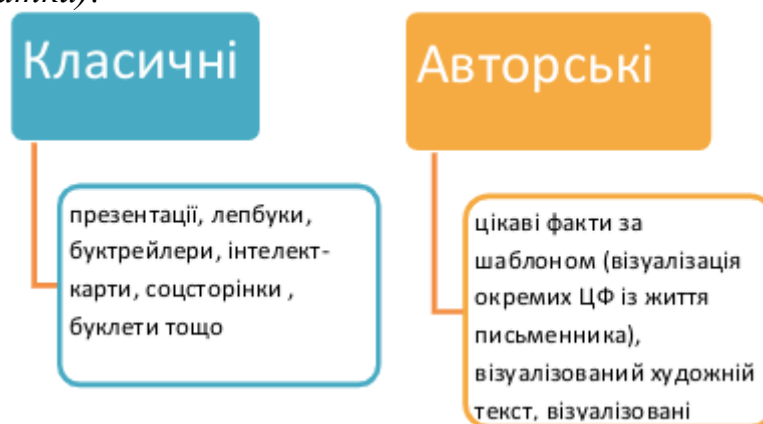 Класичні
презентації, лепбуки,
буктрейлери, інтелект-
карти, соцсторінки ,
буклети тощо
Авторські
цікаві факти за
шаблоном (візуалізація
окремих ЦФ із життя
письменника),
візуалізований художній
текст, візуалізовані